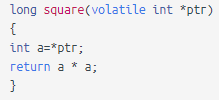 long square(volatile int *ptr)
{
int a=*ptr;
return a * a;
}